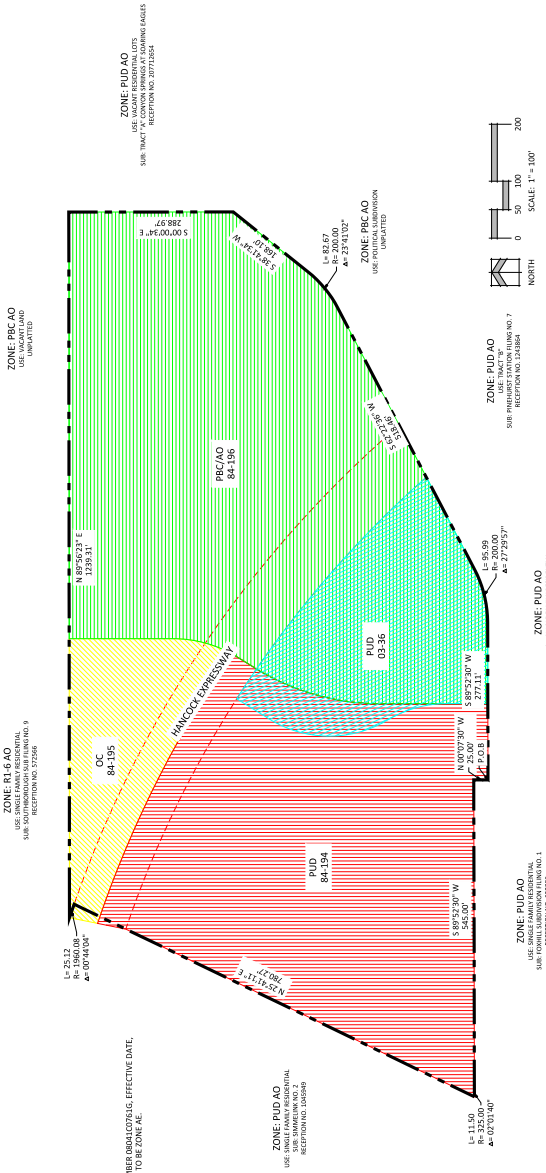 ZONE: PUD AO
USE: VACANT RESIDENTIAL LOTS
SUB: TRACT "A" CANYON SPRINGS AT SOARING EAGLES
RECEPTION NO. 207712654
ZONE: PBC AO
USE: VACANT LAND
UNPLATTED
ZONE: R1-6 AO
USE: SINGLE FAMILY RESIDENTIAL
SUB: SOUTHBOROUGH SUB FILING NO. 9
RECEPTION NO. 572566
N 89°56'23" E
1239.31'
S 00°00'34" E
288.97'
S 38°41'34" W
168.10'
L= 82.67
R= 200.00
Δ= 23°41'02"
ZONE: PBC AO
USE: POLITICAL SUBDIVISION
UNPLATTED
S 62°22'36" W
518.46'
PBC/AO
84-196
OC
84-195
HANCOCK EXPRESSWAY
PUD
03-36
PUD
84-194
L= 95.99
R= 200.00
Δ= 27°29'57"
S 89°52'30" W
277.11'
N 00°07'30" W
25.00'
P.O.B
S 89°52'30" W
545.00'
L= 11.50
R= 325.00
Δ= 02°01'40"
N 25°41'11" E
780.27'
L= 25.12
R= 1960.08
Δ= 00°44'04"
ZONE: PUD AO
USE: TRACT "B"
SUB: PINEHURST STATION FILING NO. 7
RECEPTION NO. 1243864
ZONE: PUD AO
ZONE: PUD AO
USE: SINGLE FAMILY RESIDENTIAL
SUB: FOXHILL SUBDIVISION FILING NO. 1
ZONE: PUD AO
USE: SINGLE FAMILY RESIDENTIAL
SUB: SIMMELINK NO. 2
RECEPTION NO. 1045949
BER 08041C0761G, EFFECTIVE DATE,
TO BE ZONE AE.
NORTH
0 50 100 200
SCALE: 1" = 100'